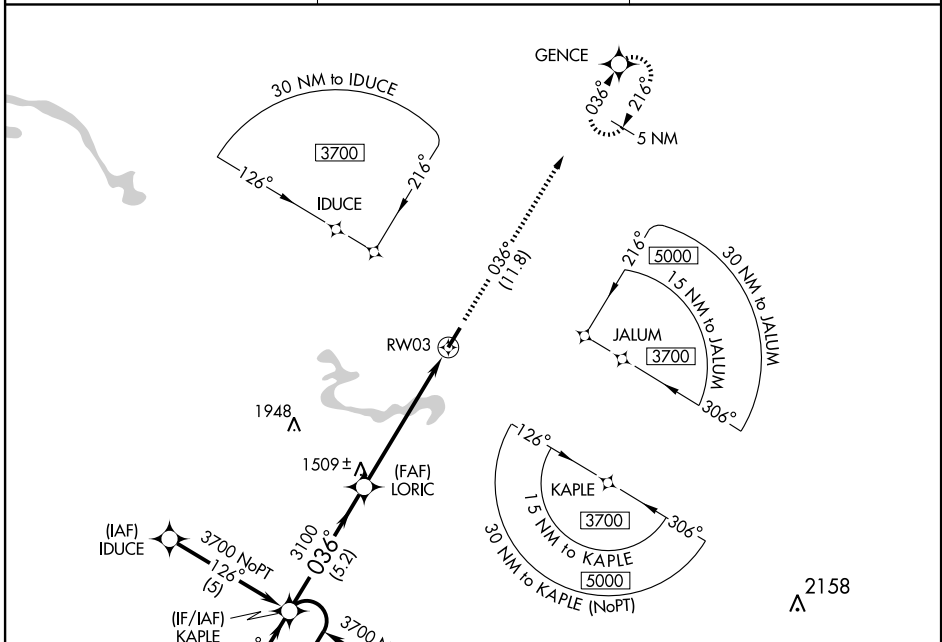 GENCE
036°
216°
5 NM
30 NM to IDUCE
3700
126°
216°
IDUCE
036°
(11.8)
216°
5000
30 NM to JALUM
15 NM to JALUM
JALUM
3700
306°
RW03
1948
1509 ±
(FAF)
LORIC
126°
KAPLE
3700
306°
15 NM to KAPLE
5000
30 NM to KAPLE (NoPT)
(IAF)
IDUCE
3700 NoPT
126°
(5)
3100
036°
(5.2)
(IF/IAF)
KAPLE
2158